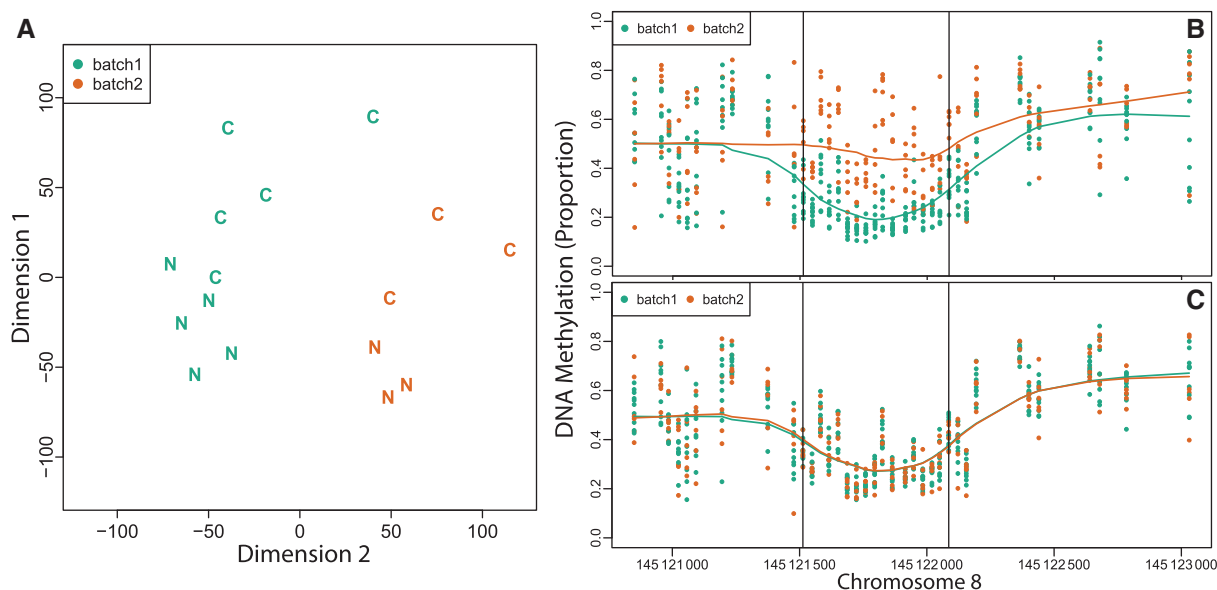 A
batch1
batch2
C
C
C
C
C
N
N
N
N
N
C
C
C
N
N
N
100
50
0
−50
−100
Dimension 1
−100
−50
0
50
100
Dimension 2
B
batch1 batch2
1.0
0.8
0.6
0.4
0.2
0.0
DNA Methylation (Proportion)
C
batch1 batch2
1.0
0.8
0.6
0.4
0.2
0.0
145 121 000 145 121 500 145 122 000 145 122 500 145 123 000
Chromosome 8